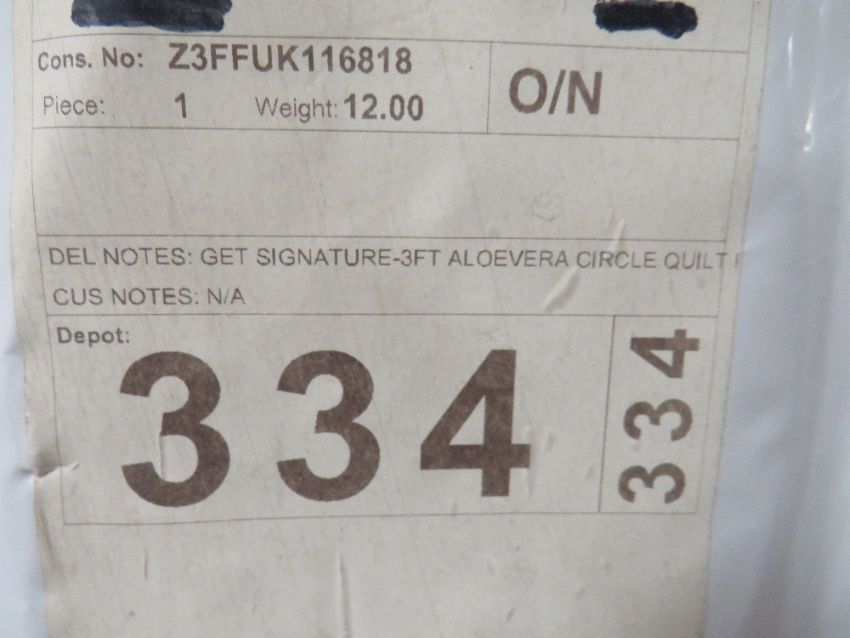 Cons. No: Z3FFUK116818
O/N
Piece: 1 Weight: 12.00
DEL NOTES: GET SIGNATURE-3FT ALOEVERA CIRCLE QUILT
CUS NOTES: N/A
Depot:
334
334